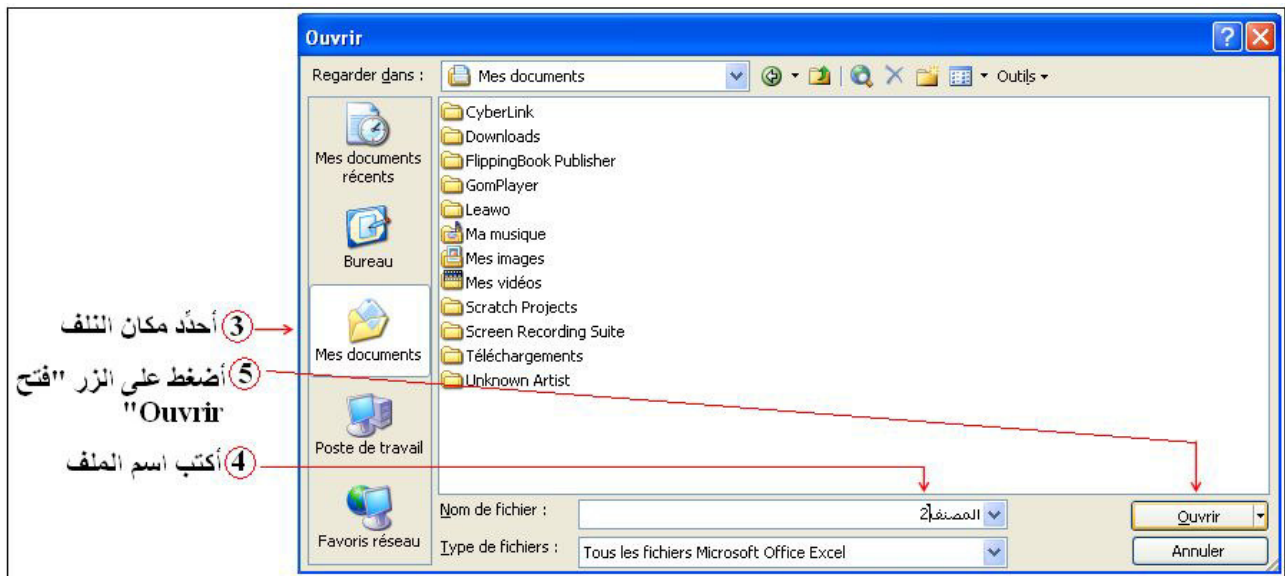 Ouvrir
Regarder dans :
Mes documents
Outils
Mes documents récents
Bureau
Mes documents
Poste de travail
Favoris réseau
CyberLink
Downloads
FlippingBook Publisher
GomPlayer
Leawo
Ma musique
Mes images
Mes vidéos
Scratch Projects
Screen Recording Suite
Téléchargements
Unknown Artist
3 أحدِّد مكان النلف
5 أضغط على الزر "فتح
Ouvrir"
4 أكتب اسم الملف
Nom de fichier :
المصنف2
Ouvrir
Type de fichiers :
Tous les fichiers Microsoft Office Excel
Annuler